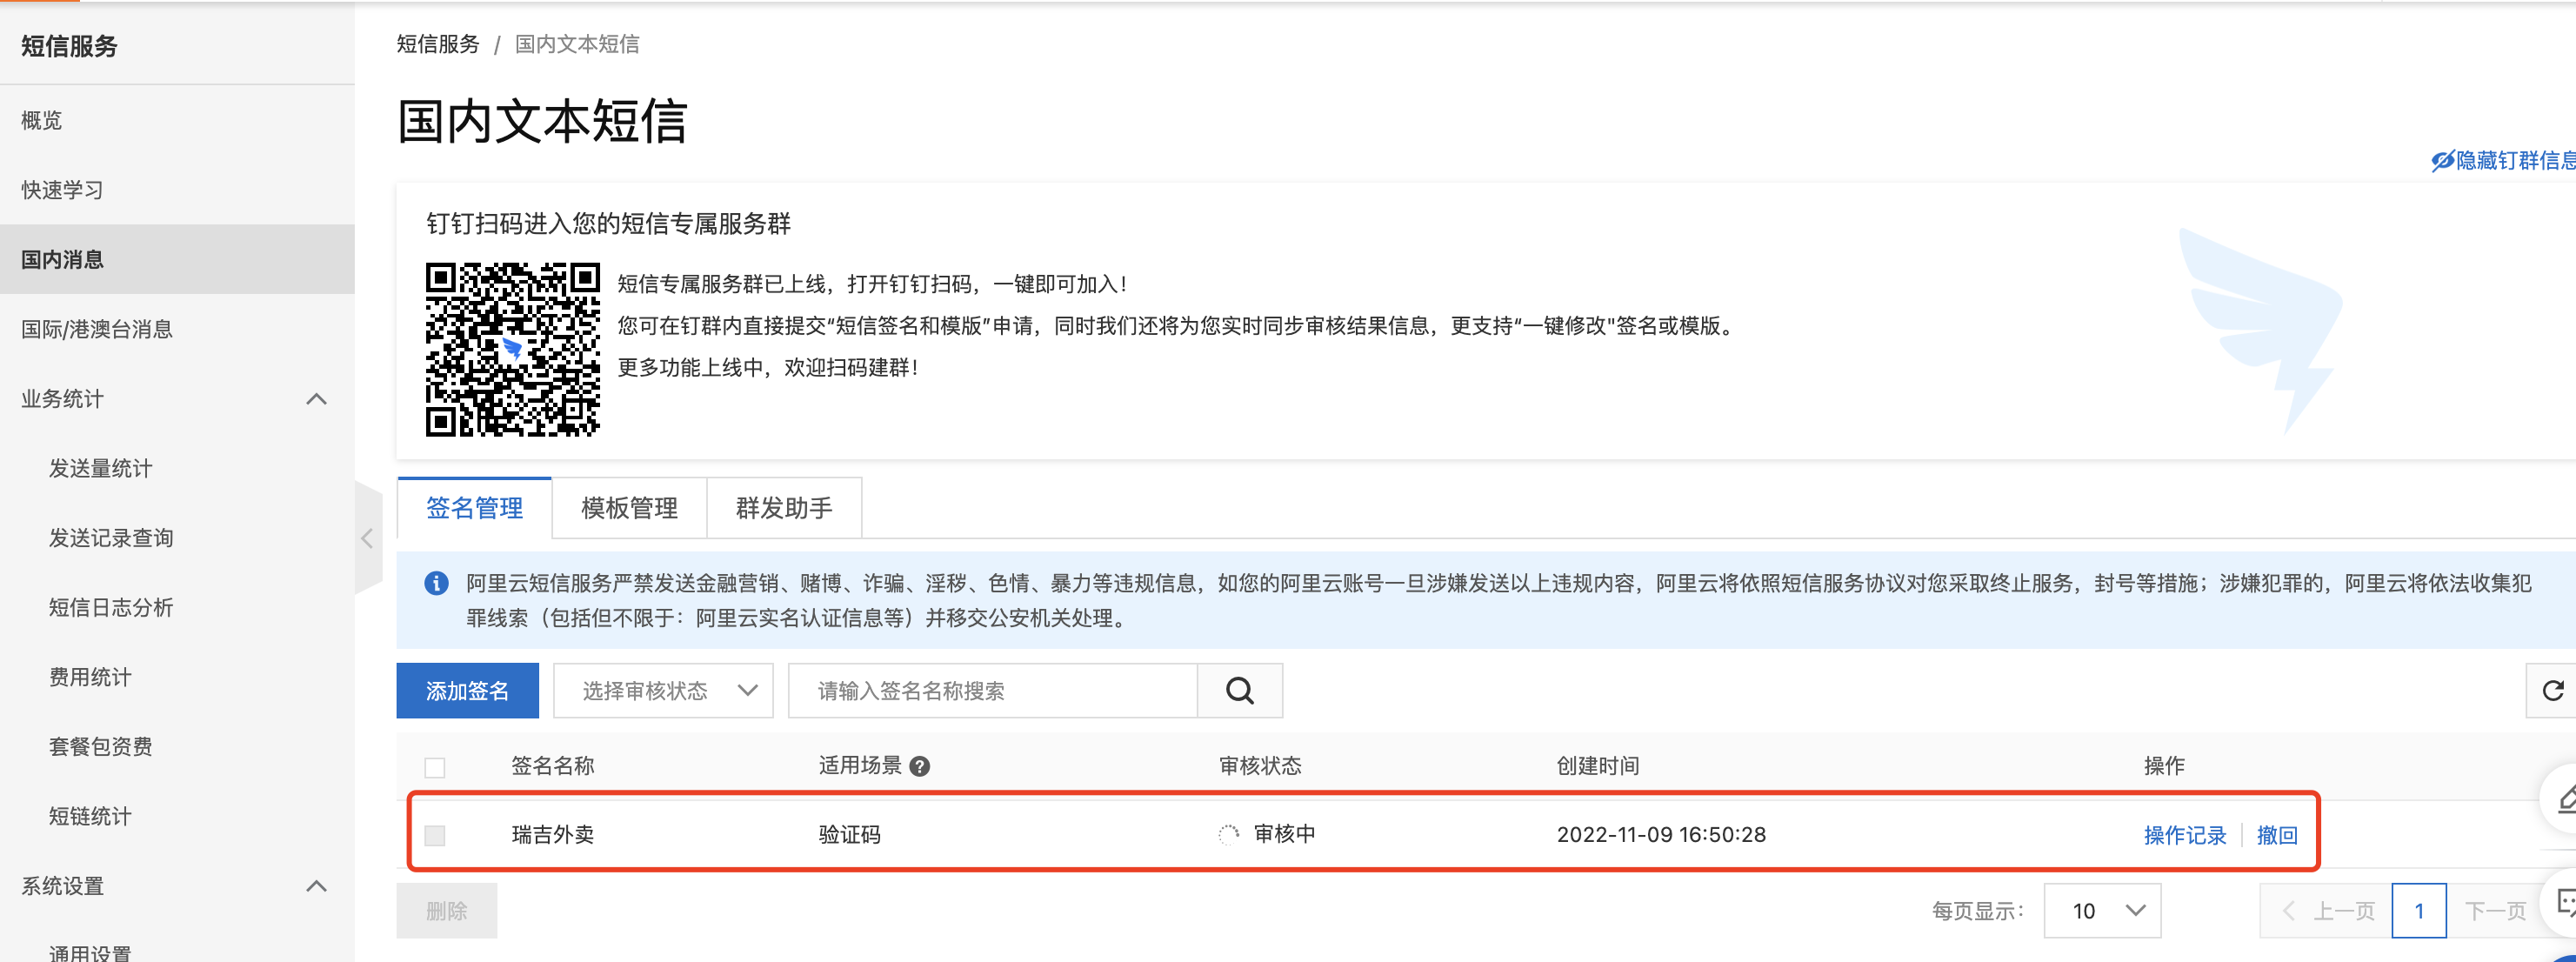 短信服务
概览
快速学习
国内消息
国际/港澳台消息
业务统计
发送量统计
发送记录查询
短信日志分析
费用统计
套餐包资费
短链统计
系统设置
通用设置
短信服务 / 国内文本短信
国内文本短信
隐藏钉群信息
钉钉扫码进入您的短信专属服务群
短信专属服务群已上线，打开钉钉扫码，一键即可加入！
您可在钉群内直接提交“短信签名和模版”申请，同时我们还将为您实时同步审核结果信息，更支持“一键修改"签名或模版。
更多功能上线中，欢迎扫码建群！
签名管理 模板管理 群发助手
阿里云短信服务严禁发送金融营销、赌博、诈骗、淫秽、色情、暴力等违规信息，如您的阿里云账号一旦涉嫌发送以上违规内容，阿里云将依照短信服务协议对您采取终止服务，封号等措施；涉嫌犯罪的，阿里云将依法收集犯
罪线索（包括但不限于：阿里云实名认证信息等）并移交公安机关处理。
添加签名 选择审核状态 请输入签名名称搜索
签名名称 适用场景 审核状态 创建时间 操作
瑞吉外卖 验证码 审核中 2022-11-09 16:50:28 操作记录 撤回
删除 每页显示： 10 上一页 1 下一页